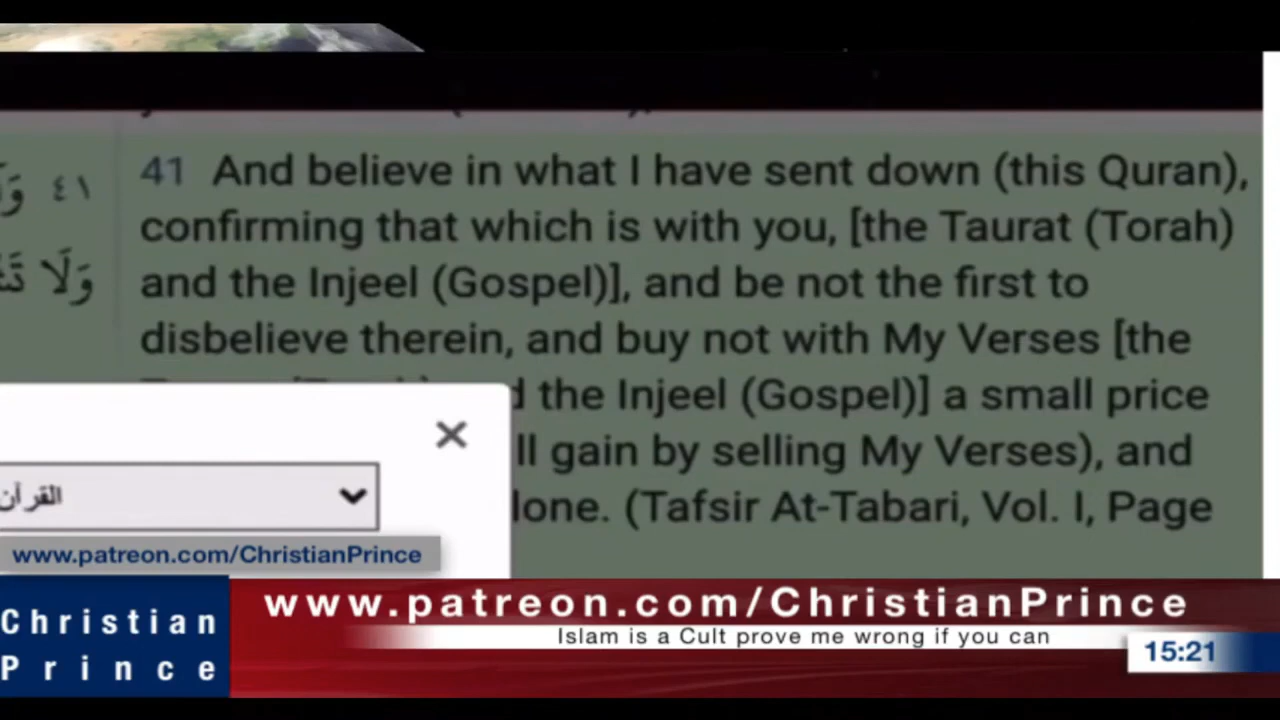 ٤١
41 And believe in what I have sent down (this Quran),
confirming that which is with you, [the Taurat (Torah)
and the Injeel (Gospel)], and be not the first to
disbelieve therein, and buy not with My Verses [the
the Injeel (Gospel)] a small price
ll gain by selling My Verses), and
lone. (Tafsir At-Tabari, Vol. I, Page
القرآن
www.patreon.com/ChristianPrince
Christian
Prince
www.patreon.com/ChristianPrince
Islam is a Cult prove me wrong if you can
15:21